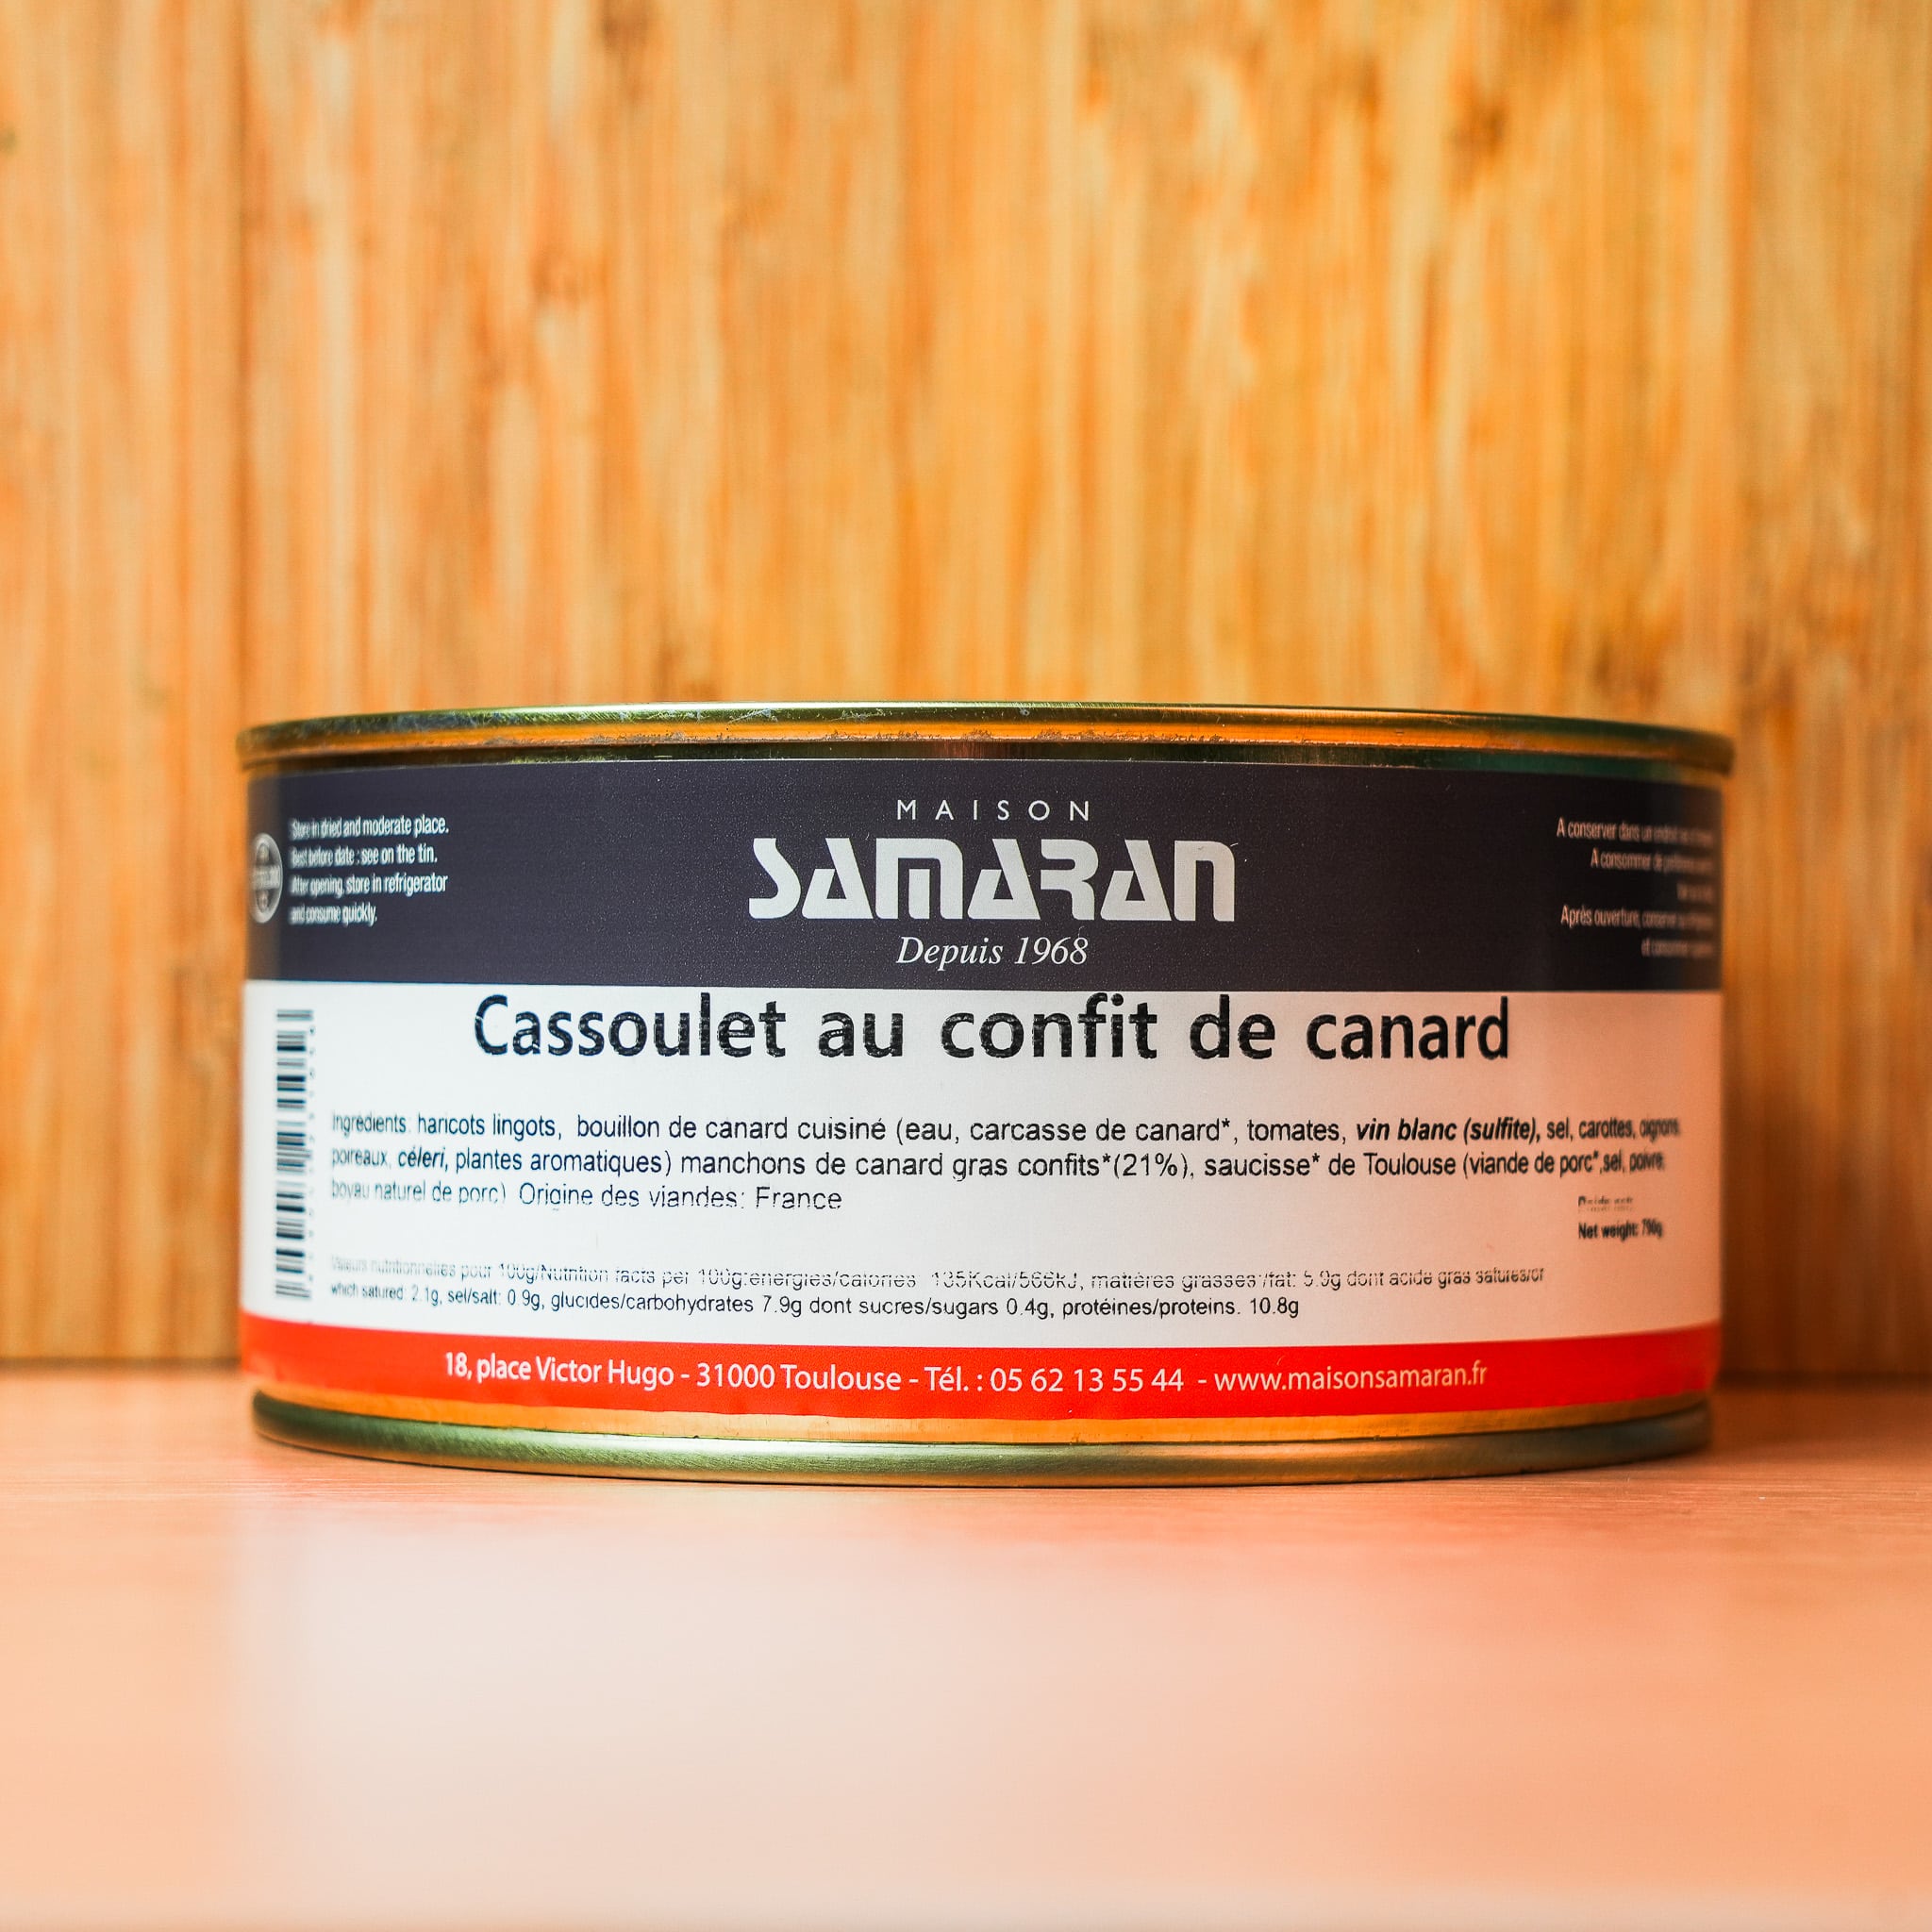 MAISON
SAMARAN
Depuis 1968
Store in dried and moderate place.
Best before date : see on the tin.
After opening, store in refrigerator
and consume quickly.
A conserver dans un endroit
A consommer de préférence
Après ouverture, conserver
et consommer
Cassoulet au confit de canard
Ingrédients: haricots lingots, bouillon de canard cuisiné (eau, carcasse de canard*, tomates, vin blanc (sulfite), sel, carottes, oignons,
poireaux, céleri, plantes aromatiques) manchons de canard gras confits*(21%), saucisse* de Toulouse (viande de porc*,sel, poivre,
boyau naturel de porc) Origine des viandes: France
Net weight: 790g
Valeurs nutritionnelles pour 100g/Nutrition facts per 100g:energies/calories 135Kcal/566kJ, matières grasses /fat: 5.9g dont acide gras saturés/of
which satured: 2.1g, sel/salt: 0.9g, glucides/carbohydrates 7.9g dont sucres/sugars 0.4g, protéines/proteins. 10.8g
18, place Victor Hugo - 31000 Toulouse - Tél. : 05 62 13 55 44 - www.maisonsamaran.fr